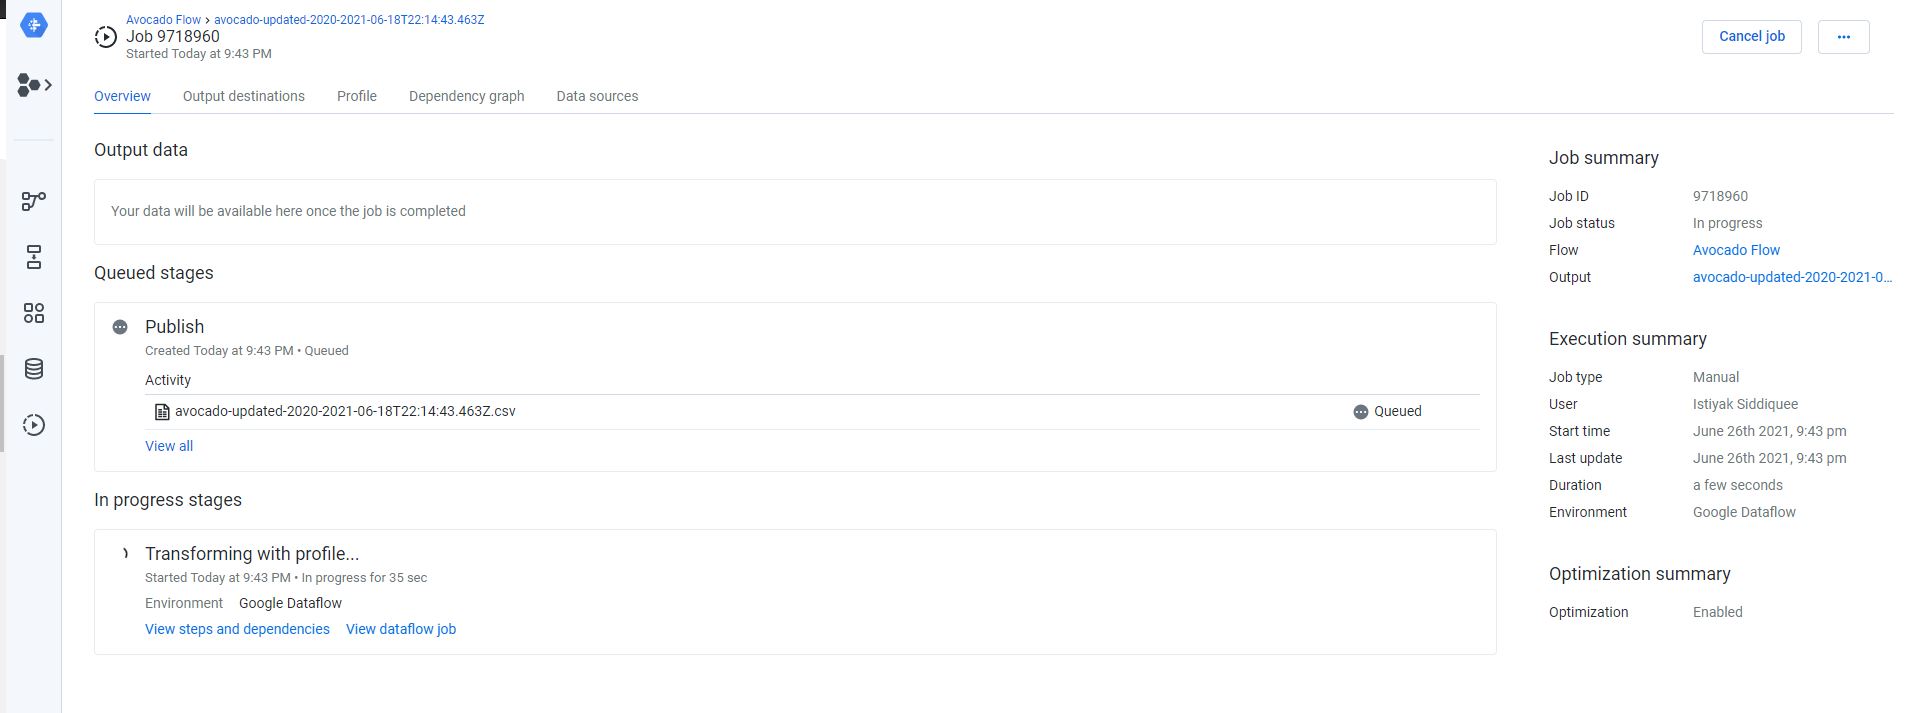 Avocado Flow > avocado-updated-2020-2021-06-18T22:14:43.463Z
Job 9718960
Started Today at 9:43 PM
Cancel job
...
Overview Output destinations Profile Dependency graph Data sources
Output data
Your data will be available here once the job is completed
Queued stages
Publish
Created Today at 9:43 PM • Queued
Activity
avocado-updated-2020-2021-06-18T22:14:43.463Z.csv Queued
View all
In progress stages
Transforming with profile...
Started Today at 9:43 PM • In progress for 35 sec
Environment Google Dataflow
View steps and dependencies View dataflow job
Job summary
Job ID 9718960
Job status In progress
Flow Avocado Flow
Output avocado-updated-2020-2021-0...
Execution summary
Job type Manual
User Istiyak Siddiquee
Start time June 26th 2021, 9:43 pm
Last update June 26th 2021, 9:43 pm
Duration a few seconds
Environment Google Dataflow
Optimization summary
Optimization Enabled